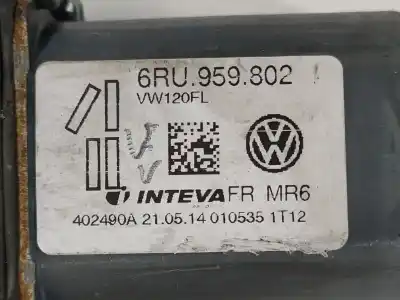 6RU.959.802
VW120FL
INTEVA FR MR6
402490A 21.05.14 010535 1T12